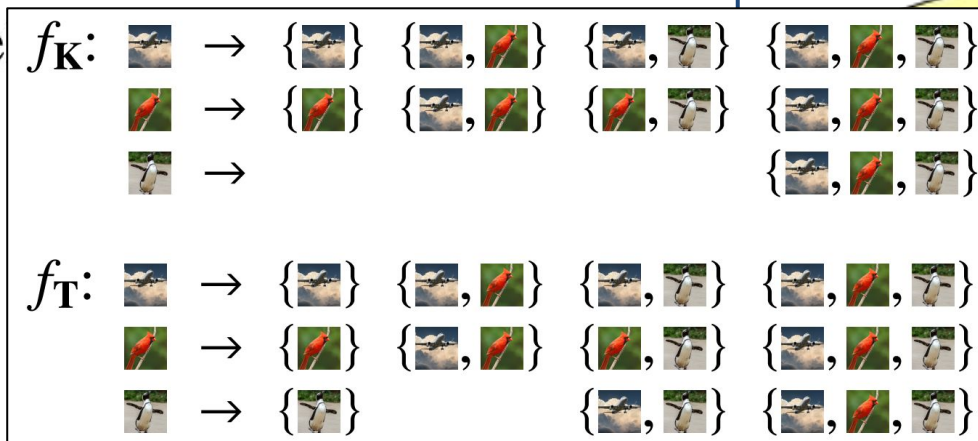 e
f_K: → { } { , } { , } { , , }
→ { } { , } { , } { , , }
→ { , , }
f_T: → { } { , } { , } { , , }
→ { } { , } { , } { , , }
→ { } { , } { , , }